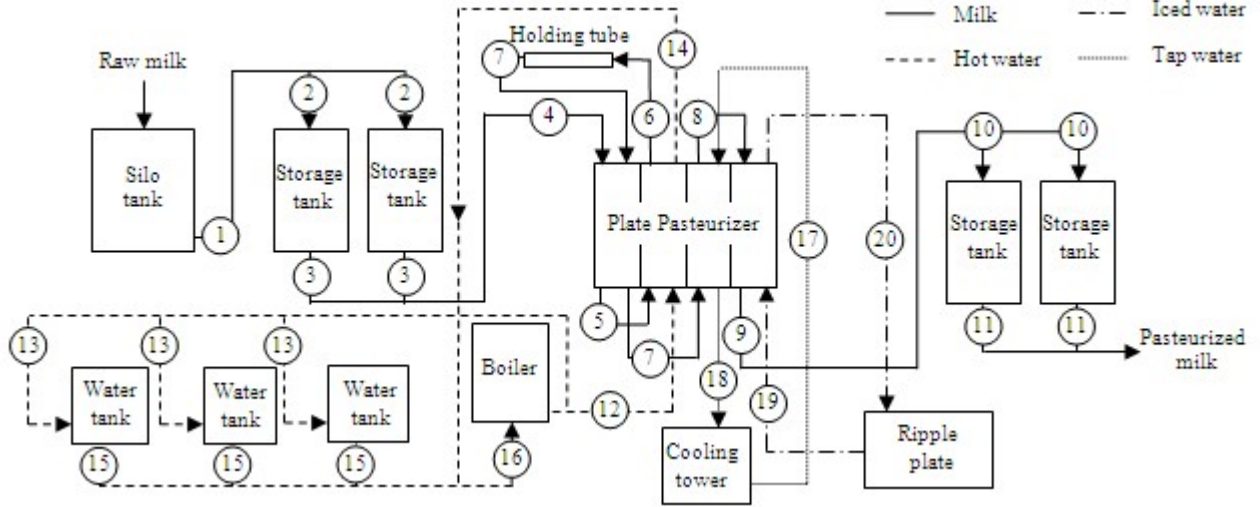 Milk
Iced water
Hot water
Tap water
Holding tube
7
14
Raw milk
2
2
4
6
8
10
10
Silo
tank
Storage
tank
Storage
tank
Plate Pasteurizer
Storage
tank
Storage
tank
1
17
20
3
3
5
9
11
11
Pasteurized
milk
13
13
13
Boiler
7
18
19
Water
tank
Water
tank
Water
tank
12
15
15
15
16
Cooling
tower
Ripple
plate